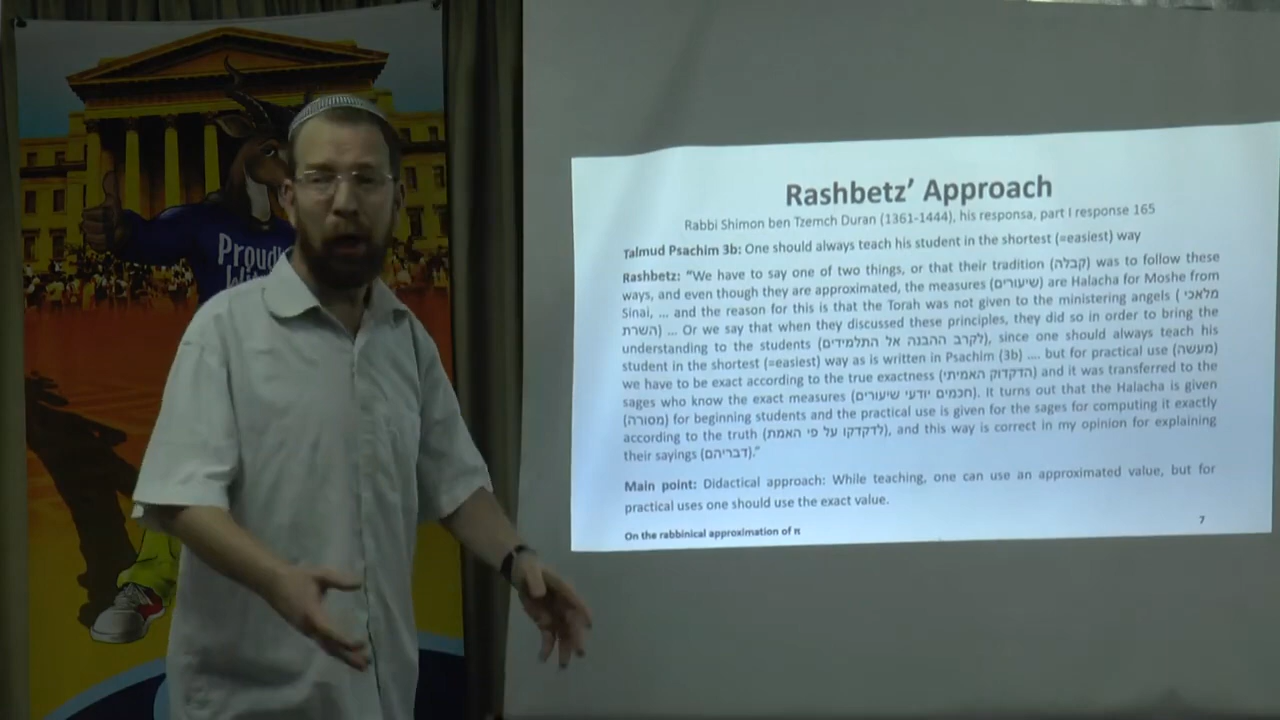 Proudly
Rashbetz’ Approach
Rabbi Shimon ben Tzemch Duran (1361-1444), his responsa, part I response 165
Talmud Psachim 3b: One should always teach his student in the shortest (=easiest) way
Rashbetz: “We have to say one of two things, or that their tradition (קבלה) was to follow these
ways, and even though they are approximated, the measures (שיעורים) are Halacha for Moshe from
Sinai, ... and the reason for this is that the Torah was not given to the ministering angels ( מלאכי
השרת) ... Or we say that when they discussed these principles, they did so in order to bring the
understanding to the students (לקרב ההבנה אל התלמידים), since one should always teach his
student in the shortest (=easiest) way as is written in Psachim (3b) .... but for practical use (מעשה)
we have to be exact according to the true exactness (הדקדוק האמיתי) and it was transferred to the
sages who know the exact measures (חכמים יודעי שיעורים). It turns out that the Halacha is given
(מסורה) for beginning students and the practical use is given for the sages for computing it exactly
according to the truth (לדקדקו על פי האמת), and this way is correct in my opinion for explaining
their sayings (דבריהם).”
Main point: Didactical approach: While teaching, one can use an approximated value, but for
practical uses one should use the exact value.
On the rabbinical approximation of π
7